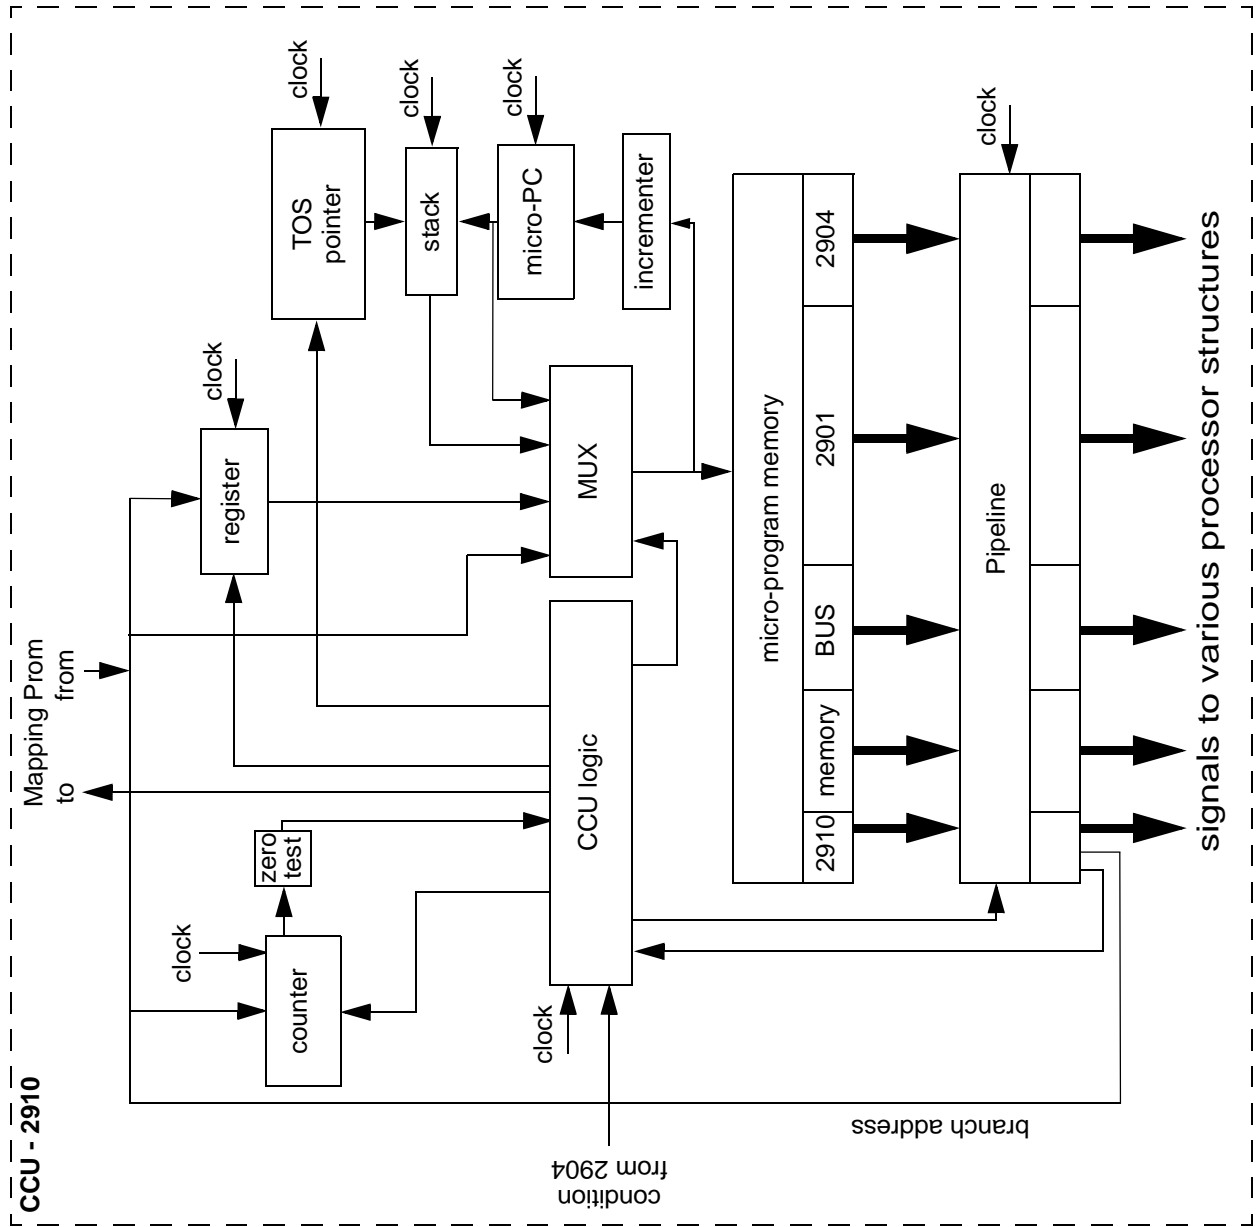 CCU - 2910
Mapping Prom
to
from
clock
clock
clock
clock
TOS
pointer
stack
micro-PC
incrementer
clock
register
zero
test
clock
counter
CCU logic
MUX
clock
condition
from 2904
branch address
micro-program memory
2910
memory
BUS
2901
2904
Pipeline
clock
signals to various processor structures